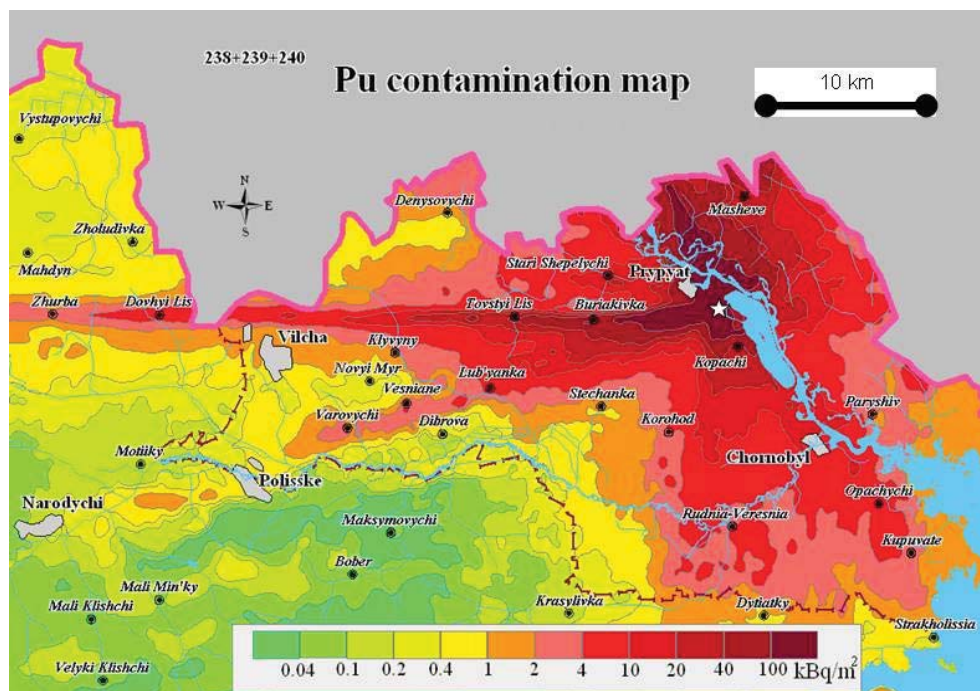 238+239+240
Pu contamination map
10 km
Vystupovychi
N
W E
S
Denysovychi
Masheve
Zholudivka
Mahdyn
Stari Shepelychi
Prypyat
Zhurba
Dovhyi Lis
Tovstyi Lis
Buriakivka
Vilcha
Klyvyny
Kopachi
Novyi Myr
Lub'yanka
Vesniane
Stechanka
Varovychi
Dibrova
Korohod
Paryshiv
Motiiky
Chornobyl
Polisske
Opachychi
Narodychi
Maksymovychi
Rudnia-Veresnia
Kupuvate
Bober
Mali Min'ky
Mali Klishchi
Krasylivka
Dytiatky
Strakholissia
Velyki Klishchi
0.04 0.1 0.2 0.4 1 2 4 10 20 40 100 kBq/m²